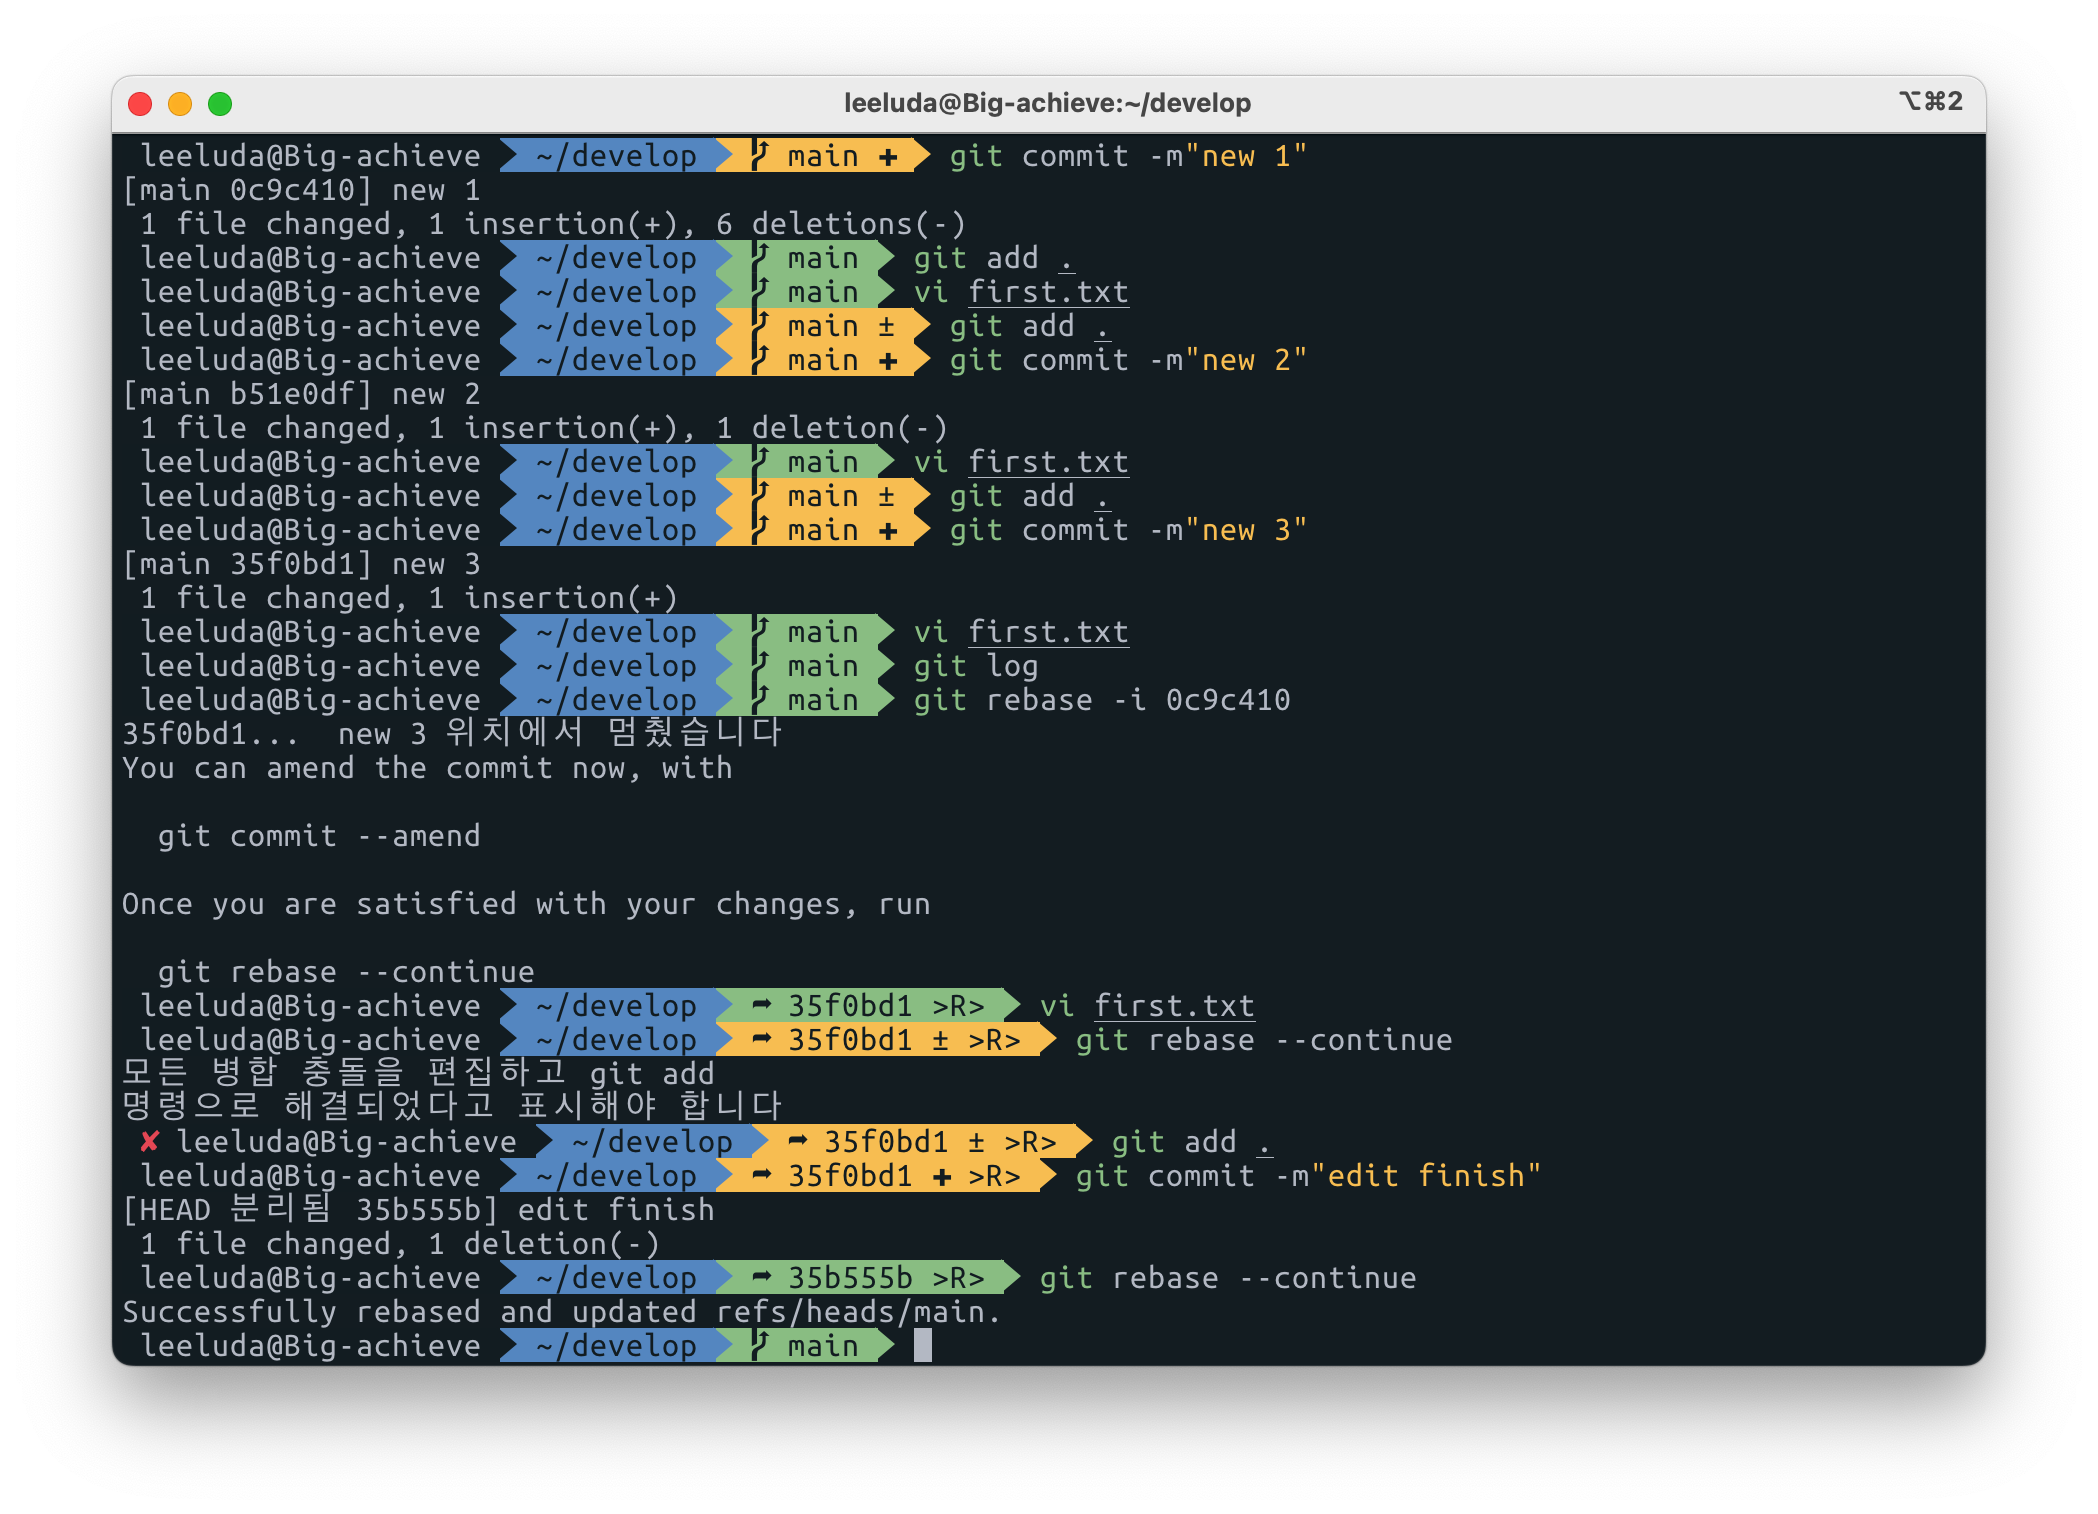 leeluda@Big-achieve:~/develop ⌥⌘2
leeluda@Big-achieve ~/develop main ✚ git commit -m"new 1"
[main 0c9c410] new 1
1 file changed, 1 insertion(+), 6 deletions(-)
leeluda@Big-achieve ~/develop main git add .
leeluda@Big-achieve ~/develop main vi first.txt
leeluda@Big-achieve ~/develop main ± git add .
leeluda@Big-achieve ~/develop main ✚ git commit -m"new 2"
[main b51e0df] new 2
1 file changed, 1 insertion(+), 1 deletion(-)
leeluda@Big-achieve ~/develop main vi first.txt
leeluda@Big-achieve ~/develop main ± git add .
leeluda@Big-achieve ~/develop main ✚ git commit -m"new 3"
[main 35f0bd1] new 3
1 file changed, 1 insertion(+)
leeluda@Big-achieve ~/develop main vi first.txt
leeluda@Big-achieve ~/develop main git log
leeluda@Big-achieve ~/develop main git rebase -i 0c9c410
35f0bd1...  new 3 위치에서 멈췄습니다
You can amend the commit now, with
git commit --amend
Once you are satisfied with your changes, run
git rebase --continue
leeluda@Big-achieve ~/develop ➦ 35f0bd1 >R> vi first.txt
leeluda@Big-achieve ~/develop ➦ 35f0bd1 ± >R> git rebase --continue
모든 병합 충돌을 편집하고 git add
명령으로 해결되었다고 표시해야 합니다
✘ leeluda@Big-achieve ~/develop ➦ 35f0bd1 ± >R> git add .
leeluda@Big-achieve ~/develop ➦ 35f0bd1 ✚ >R> git commit -m"edit finish"
[HEAD 분리됨 35b555b] edit finish
1 file changed, 1 deletion(-)
leeluda@Big-achieve ~/develop ➦ 35b555b >R> git rebase --continue
Successfully rebased and updated refs/heads/main.
leeluda@Big-achieve ~/develop main